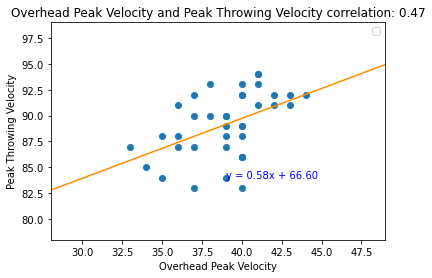 Overhead Peak Velocity and Peak Throwing Velocity correlation: 0.47
Peak Throwing Velocity
97.5
95.0
92.5
90.0
87.5
85.0
82.5
80.0
y = 0.58x + 66.60
30.0 32.5 35.0 37.5 40.0 42.5 45.0 47.5
Overhead Peak Velocity